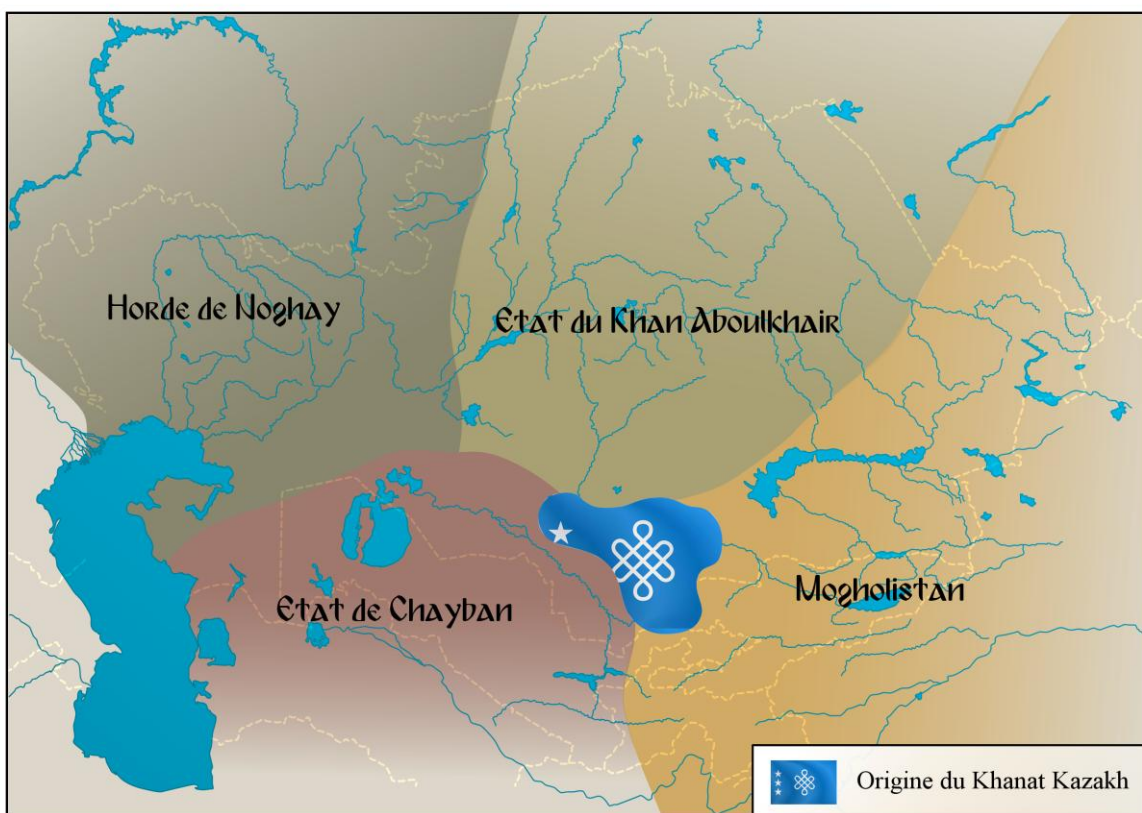 Horde de Noghay
Etat du Khan Aboulkhair
Etat de Chayban
Mogholistan
Origine du Khanat Kazakh